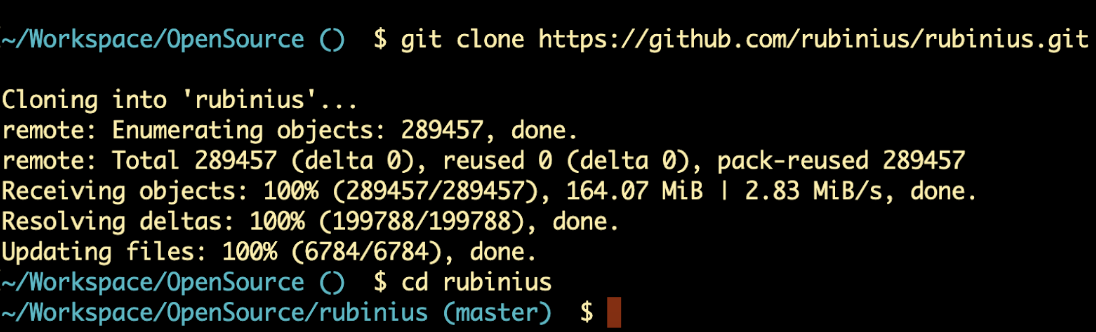 ~/Workspace/OpenSource ()  $ git clone https://github.com/rubinius/rubinius.git
Cloning into 'rubinius'...
remote: Enumerating objects: 289457, done.
remote: Total 289457 (delta 0), reused 0 (delta 0), pack-reused 289457
Receiving objects: 100% (289457/289457), 164.07 MiB | 2.83 MiB/s, done.
Resolving deltas: 100% (199788/199788), done.
Updating files: 100% (6784/6784), done.
~/Workspace/OpenSource ()  $ cd rubinius
~/Workspace/OpenSource/rubinius (master)  $